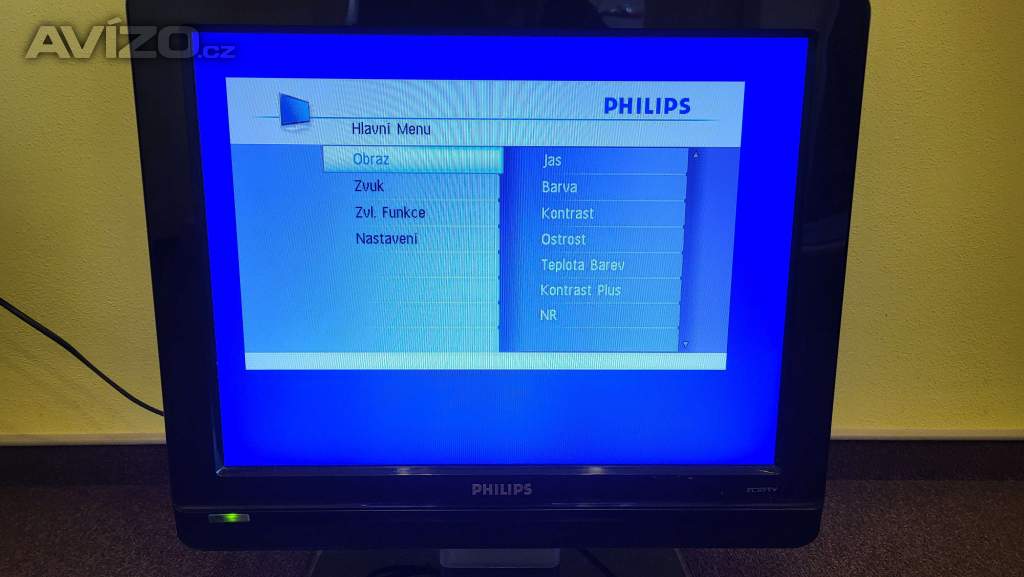 AVÍZO.cz
PHILIPS
Hlavní Menu
Obraz
Zvuk
Zvl. Funkce
Nastavení
Jas
Barva
Kontrast
Ostrost
Teplota Barev
Kontrast Plus
NR
PHILIPS